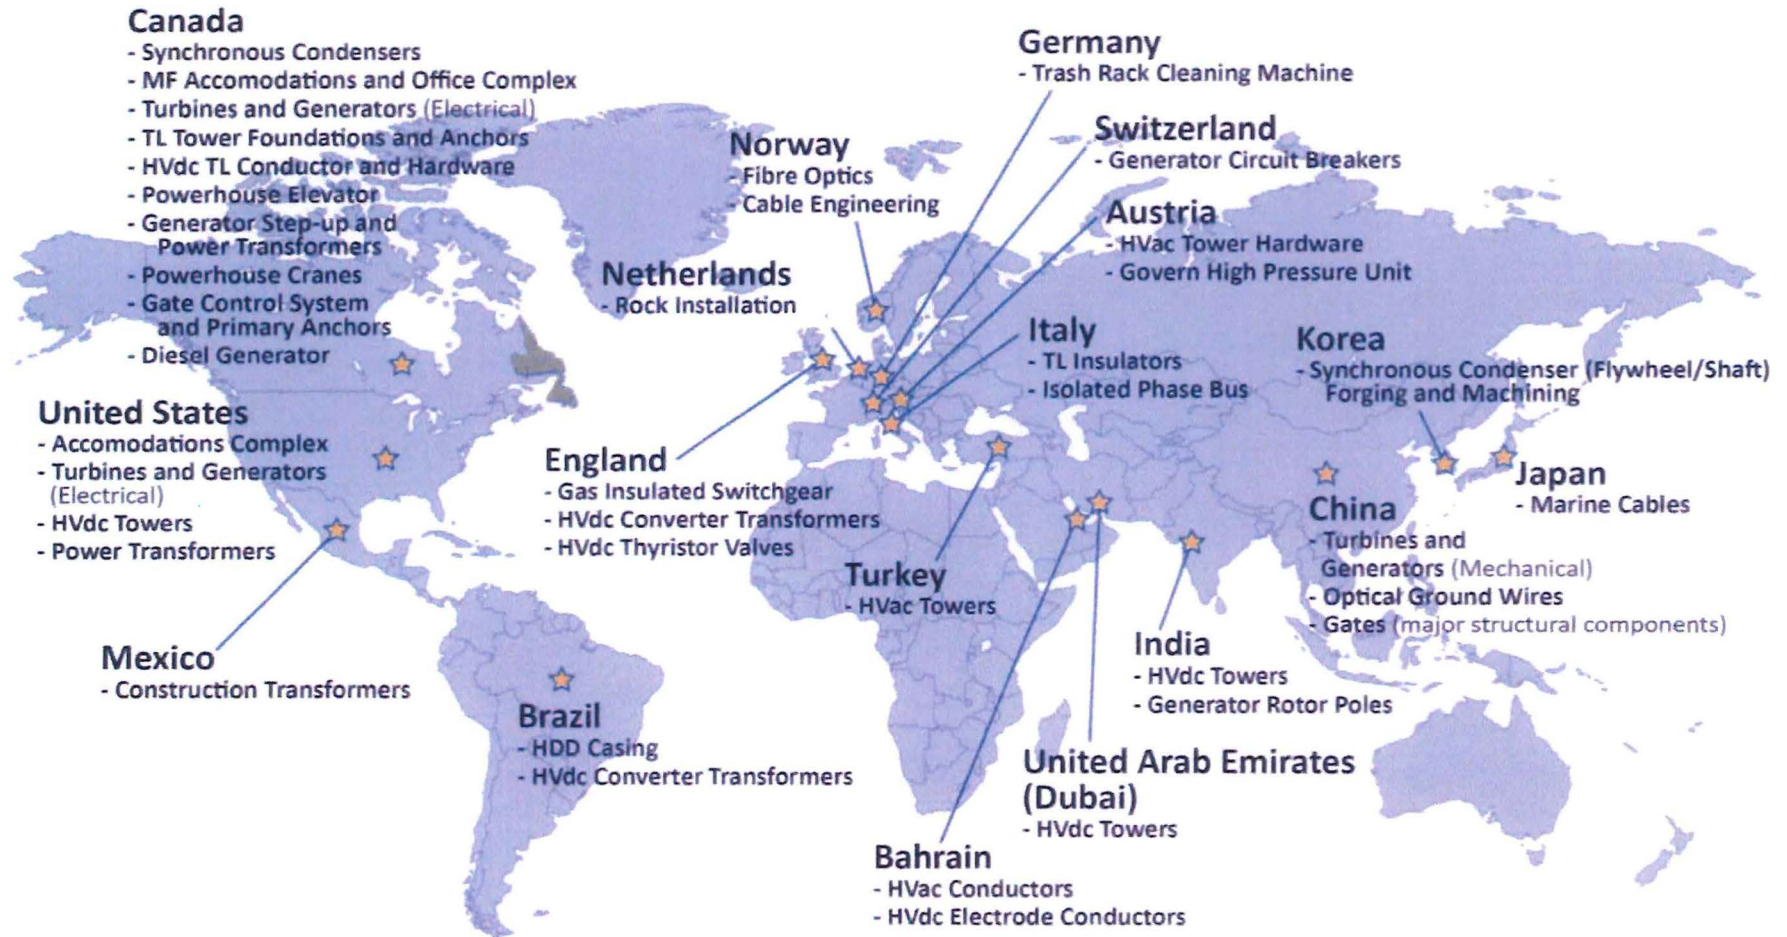 Canada
- Synchronous Condensers
- MF Accomodations and Office Complex
- Turbines and Generators (Electrical)
- TL Tower Foundations and Anchors
- HVdc TL Conductor and Hardware
- Powerhouse Elevator
- Generator Step-up and
Power Transformers
- Powerhouse Cranes
- Gate Control System
and Primary Anchors
- Diesel Generator
United States
- Accomodations Complex
- Turbines and Generators
(Electrical)
- HVdc Towers
- Power Transformers
Mexico
- Construction Transformers
Brazil
- HDD Casing
- HVdc Converter Transformers
Norway
- Fibre Optics
- Cable Engineering
Netherlands
- Rock Installation
England
- Gas Insulated Switchgear
- HVdc Converter Transformers
- HVdc Thyristor Valves
Germany
- Trash Rack Cleaning Machine
Switzerland
- Generator Circuit Breakers
Austria
- HVac Tower Hardware
- Govern High Pressure Unit
Italy
- TL Insulators
- Isolated Phase Bus
Turkey
- HVac Towers
Korea
- Synchronous Condenser (Flywheel/Shaft)
Forging and Machining
Japan
- Marine Cables
China
- Turbines and
Generators (Mechanical)
- Optical Ground Wires
- Gates (major structural components)
India
- HVdc Towers
- Generator Rotor Poles
United Arab Emirates
(Dubai)
- HVdc Towers
Bahrain
- HVac Conductors
- HVdc Electrode Conductors